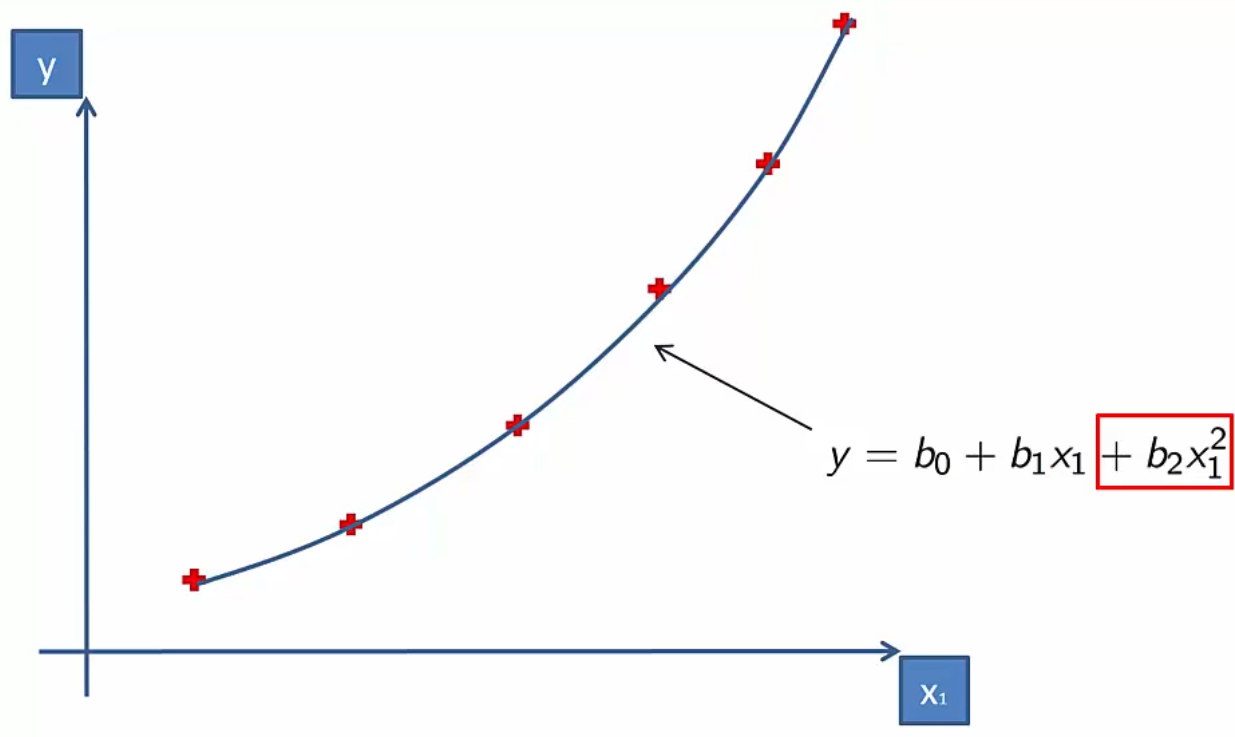 y
y = b₀ + b₁x₁ + b₂x₁²
x₁